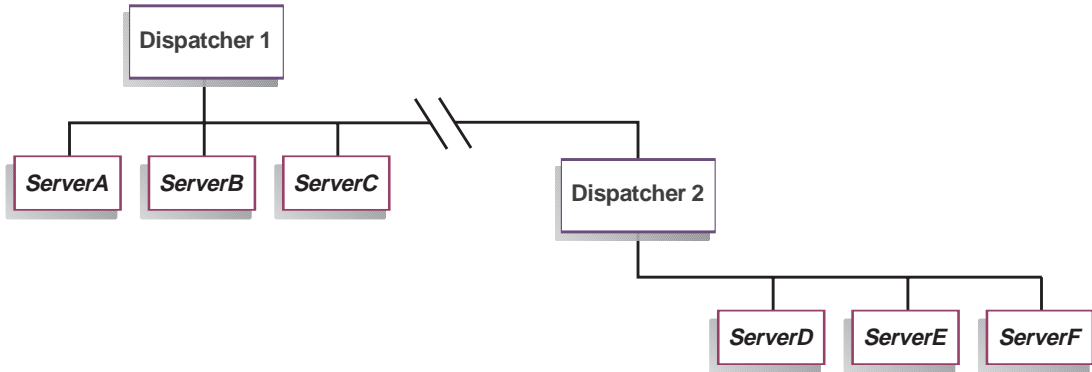 Dispatcher 1
ServerA
ServerB
ServerC
Dispatcher 2
ServerD
ServerE
ServerF